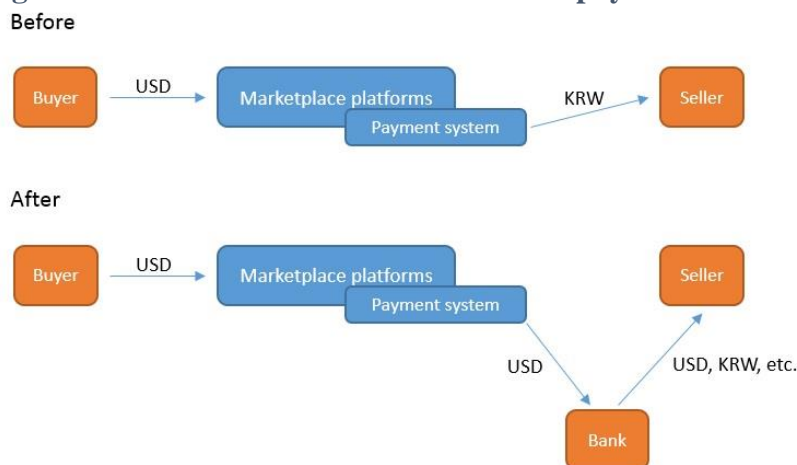 Before
Buyer
USD
Marketplace platforms
Payment system
KRW
Seller
After
Buyer
USD
Marketplace platforms
Payment system
Seller
USD
USD, KRW, etc.
Bank